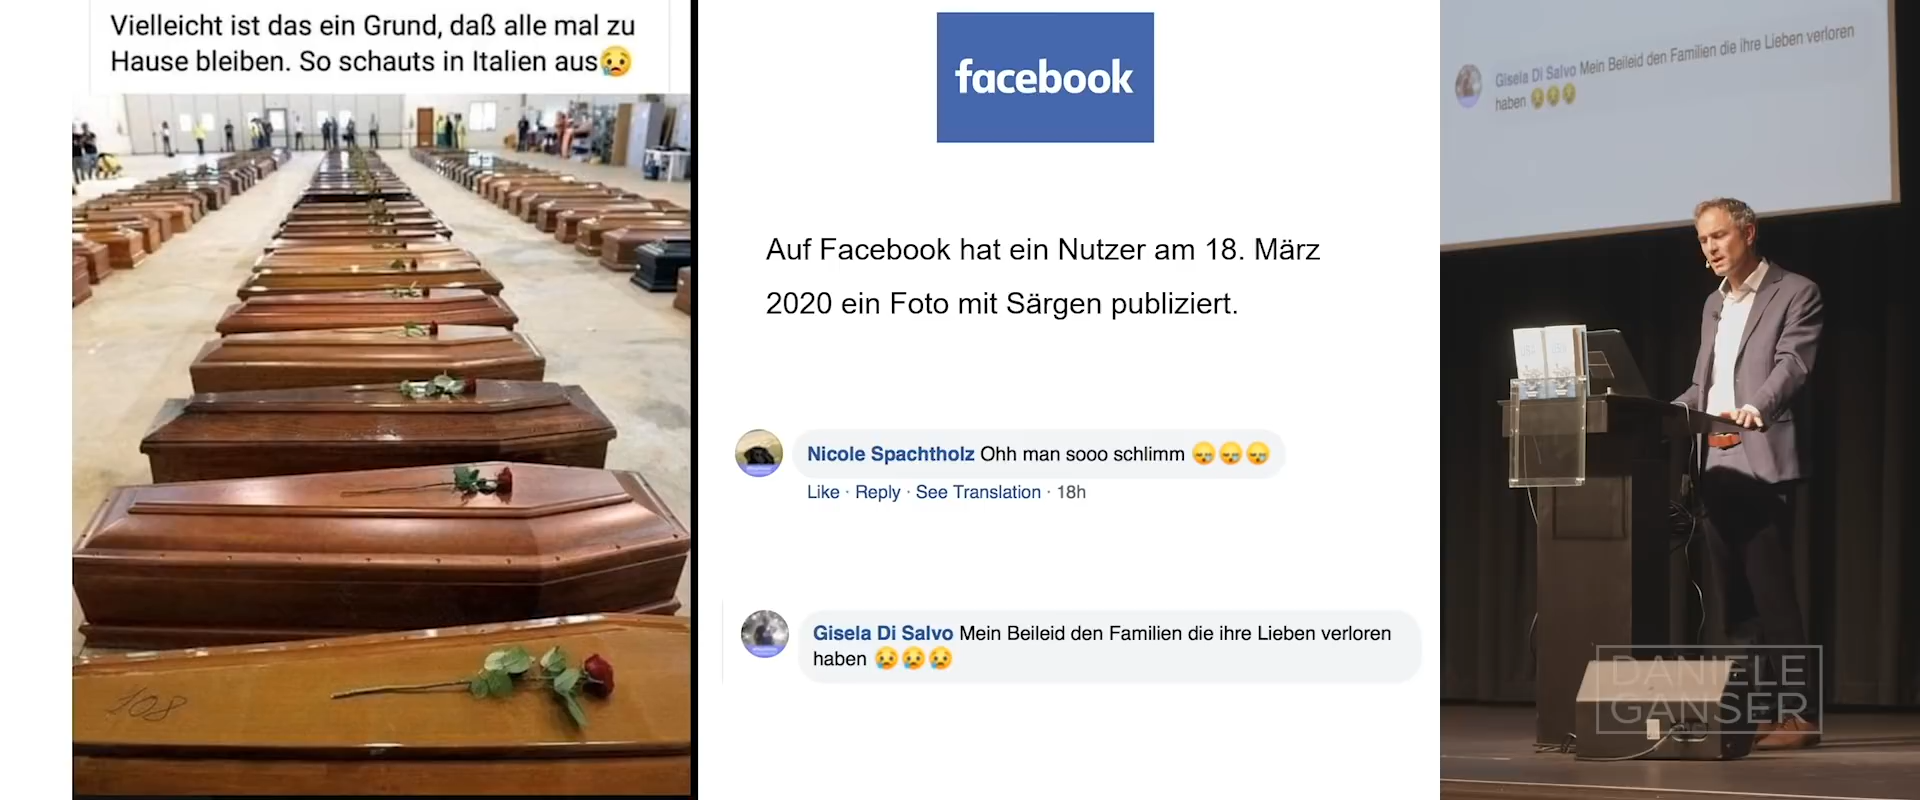 Vielleicht ist das ein Grund, daß alle mal zu
Hause bleiben. So schauts in Italien aus😥
108
facebook
Auf Facebook hat ein Nutzer am 18. März
2020 ein Foto mit Särgen publiziert.
Nicole Spachtholz Ohh man sooo schlimm 😪😪😪
Like · Reply · See Translation · 18h
Gisela Di Salvo Mein Beileid den Familien die ihre Lieben verloren
haben 😥😥😥
Gisela Di Salvo Mein Beileid den Familien die ihre Lieben verloren
haben 😥😥😥
DANIELE
GANSER